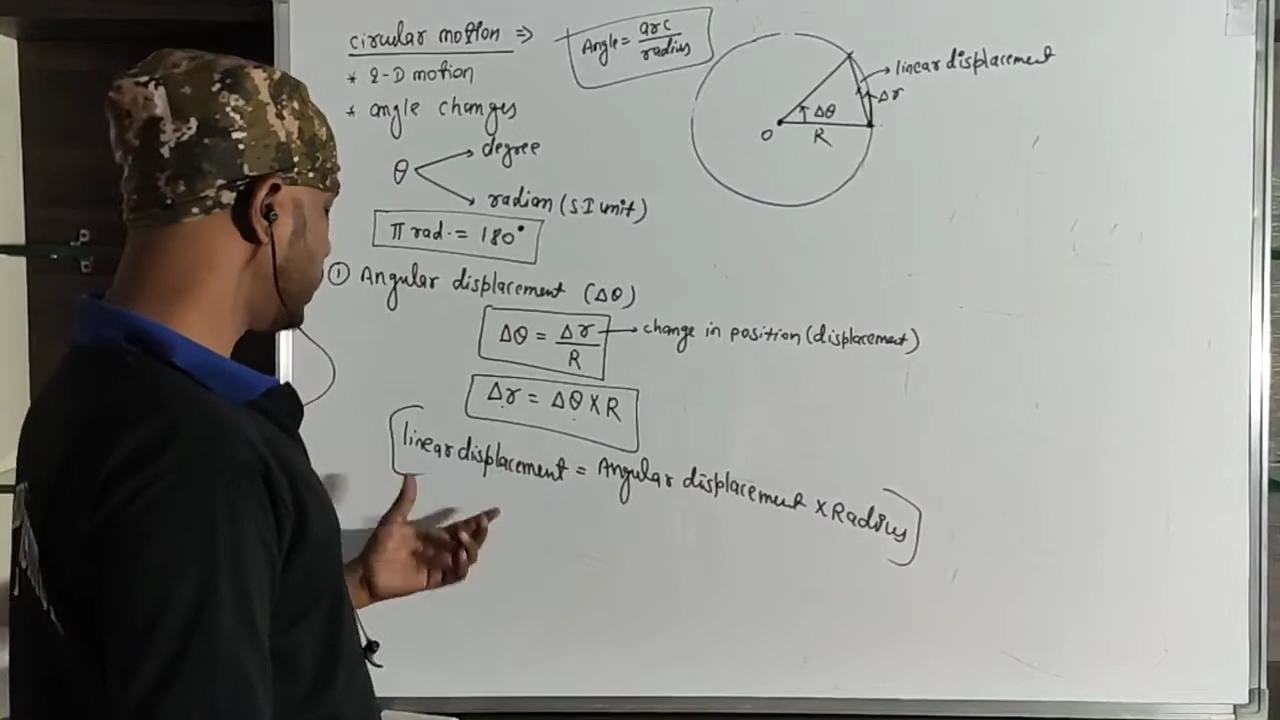 circular motion ⇒
Angle = arc/radius
* 2-D motion
* angle changes
θ
degree
radian (SI unit)
π rad. = 180°
linear displacement
Δr
Δθ
O
R
① Angular displacement (Δθ)
Δθ = Δr/R → change in position (displacement)
Δr = Δθ X R
linear displacement = Angular displacement x Radius